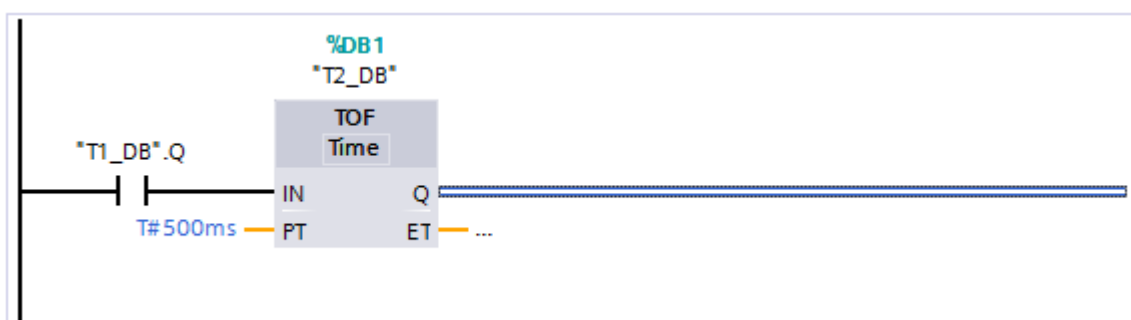 %DB1
"T2_DB"
TOF
Time
"T1_DB".Q
IN Q
T#500ms PT ET ...